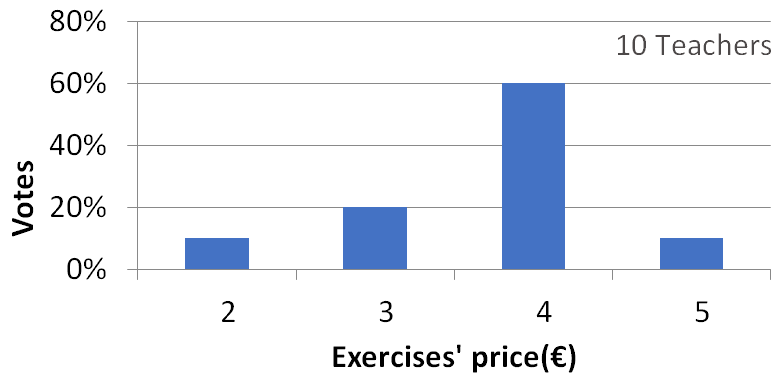 80%
10 Teachers
60%
40%
20%
0%
Votes
2 3 4 5
Exercises' price(€)